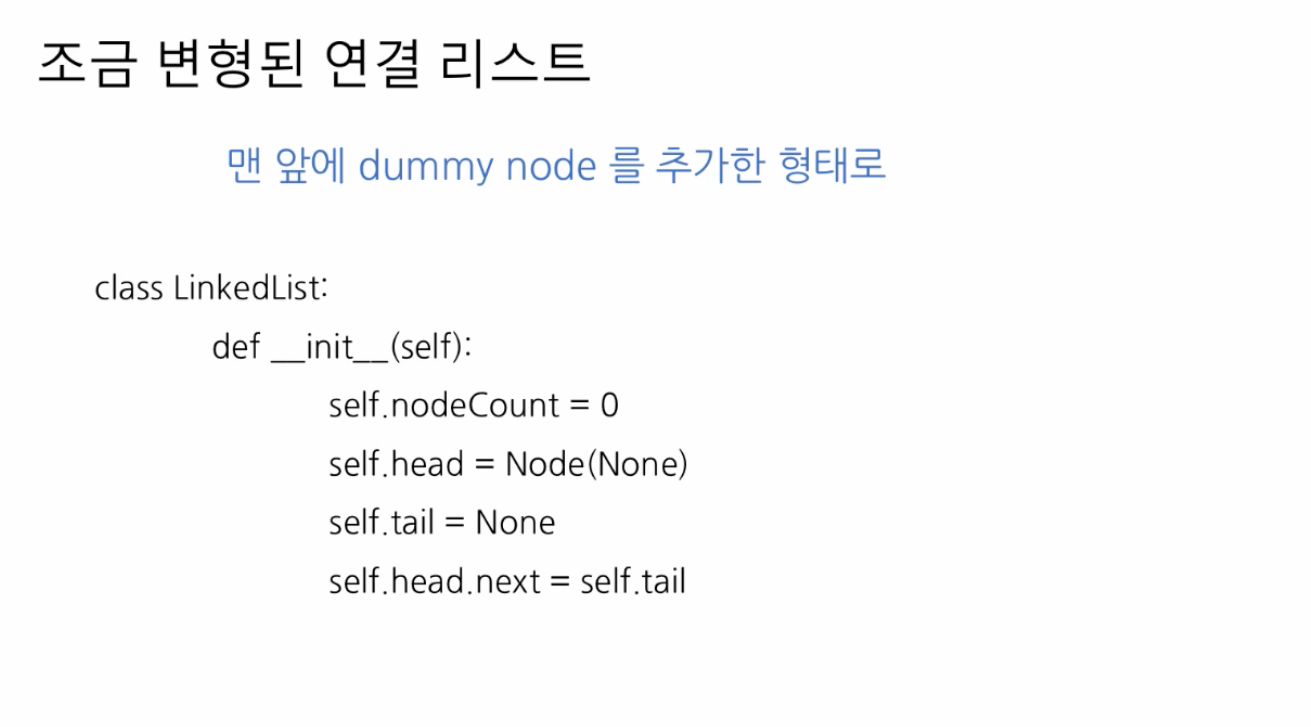 조금 변형된 연결 리스트
맨 앞에 dummy node 를 추가한 형태로
class LinkedList:
def __init__(self):
self.nodeCount = 0
self.head = Node(None)
self.tail = None
self.head.next = self.tail